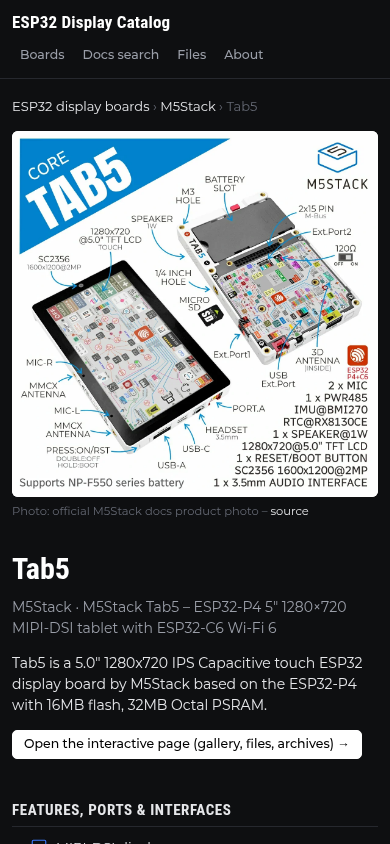 ESP32 Display Catalog
Boards Docs search Files About
ESP32 display boards › M5Stack › Tab5
CORE
TAB5
M5STACK
BATTERY
SLOT
M3
HOLE
2x15 PIN
M-Bus
SPEAKER
1W
Ext.Port2
1280x720
@5.0" TFT LCD
TOUCH
TAB5
120Ω
OFF ON
SC2356
1600x1200@2MP
1/4 INCH
HOLE
MICRO
SD
Ext.Port1
USB
Ext.Port
3D
ANTENNA
(INSIDE)
ESP32
P4+C6
MIC-R
MMCX
ANTENNA
MIC-L
MMCX
ANTENNA
PRESS:ON/RST
DOUBLE:OFF
HOLD:BOOT
USB-A
USB-C
HEADSET
3.5mm
PORT.A
2 x MIC
1 x PWR485
IMU@BMI270
RTC@RX8130CE
1 x SPEAKER@1W
1280x720@5.0" TFT LCD
1 x RESET/BOOT BUTTON
SC2356 1600x1200@2MP
1 x 3.5mm AUDIO INTERFACE
Supports NP-F550 series battery
Photo: official M5Stack docs product photo – source
Tab5
M5Stack · M5Stack Tab5 – ESP32-P4 5" 1280×720
MIPI-DSI tablet with ESP32-C6 Wi-Fi 6
Tab5 is a 5.0" 1280x720 IPS Capacitive touch ESP32
display board by M5Stack based on the ESP32-P4
with 16MB flash, 32MB Octal PSRAM.
Open the interactive page (gallery, files, archives) →
FEATURES, PORTS & INTERFACES